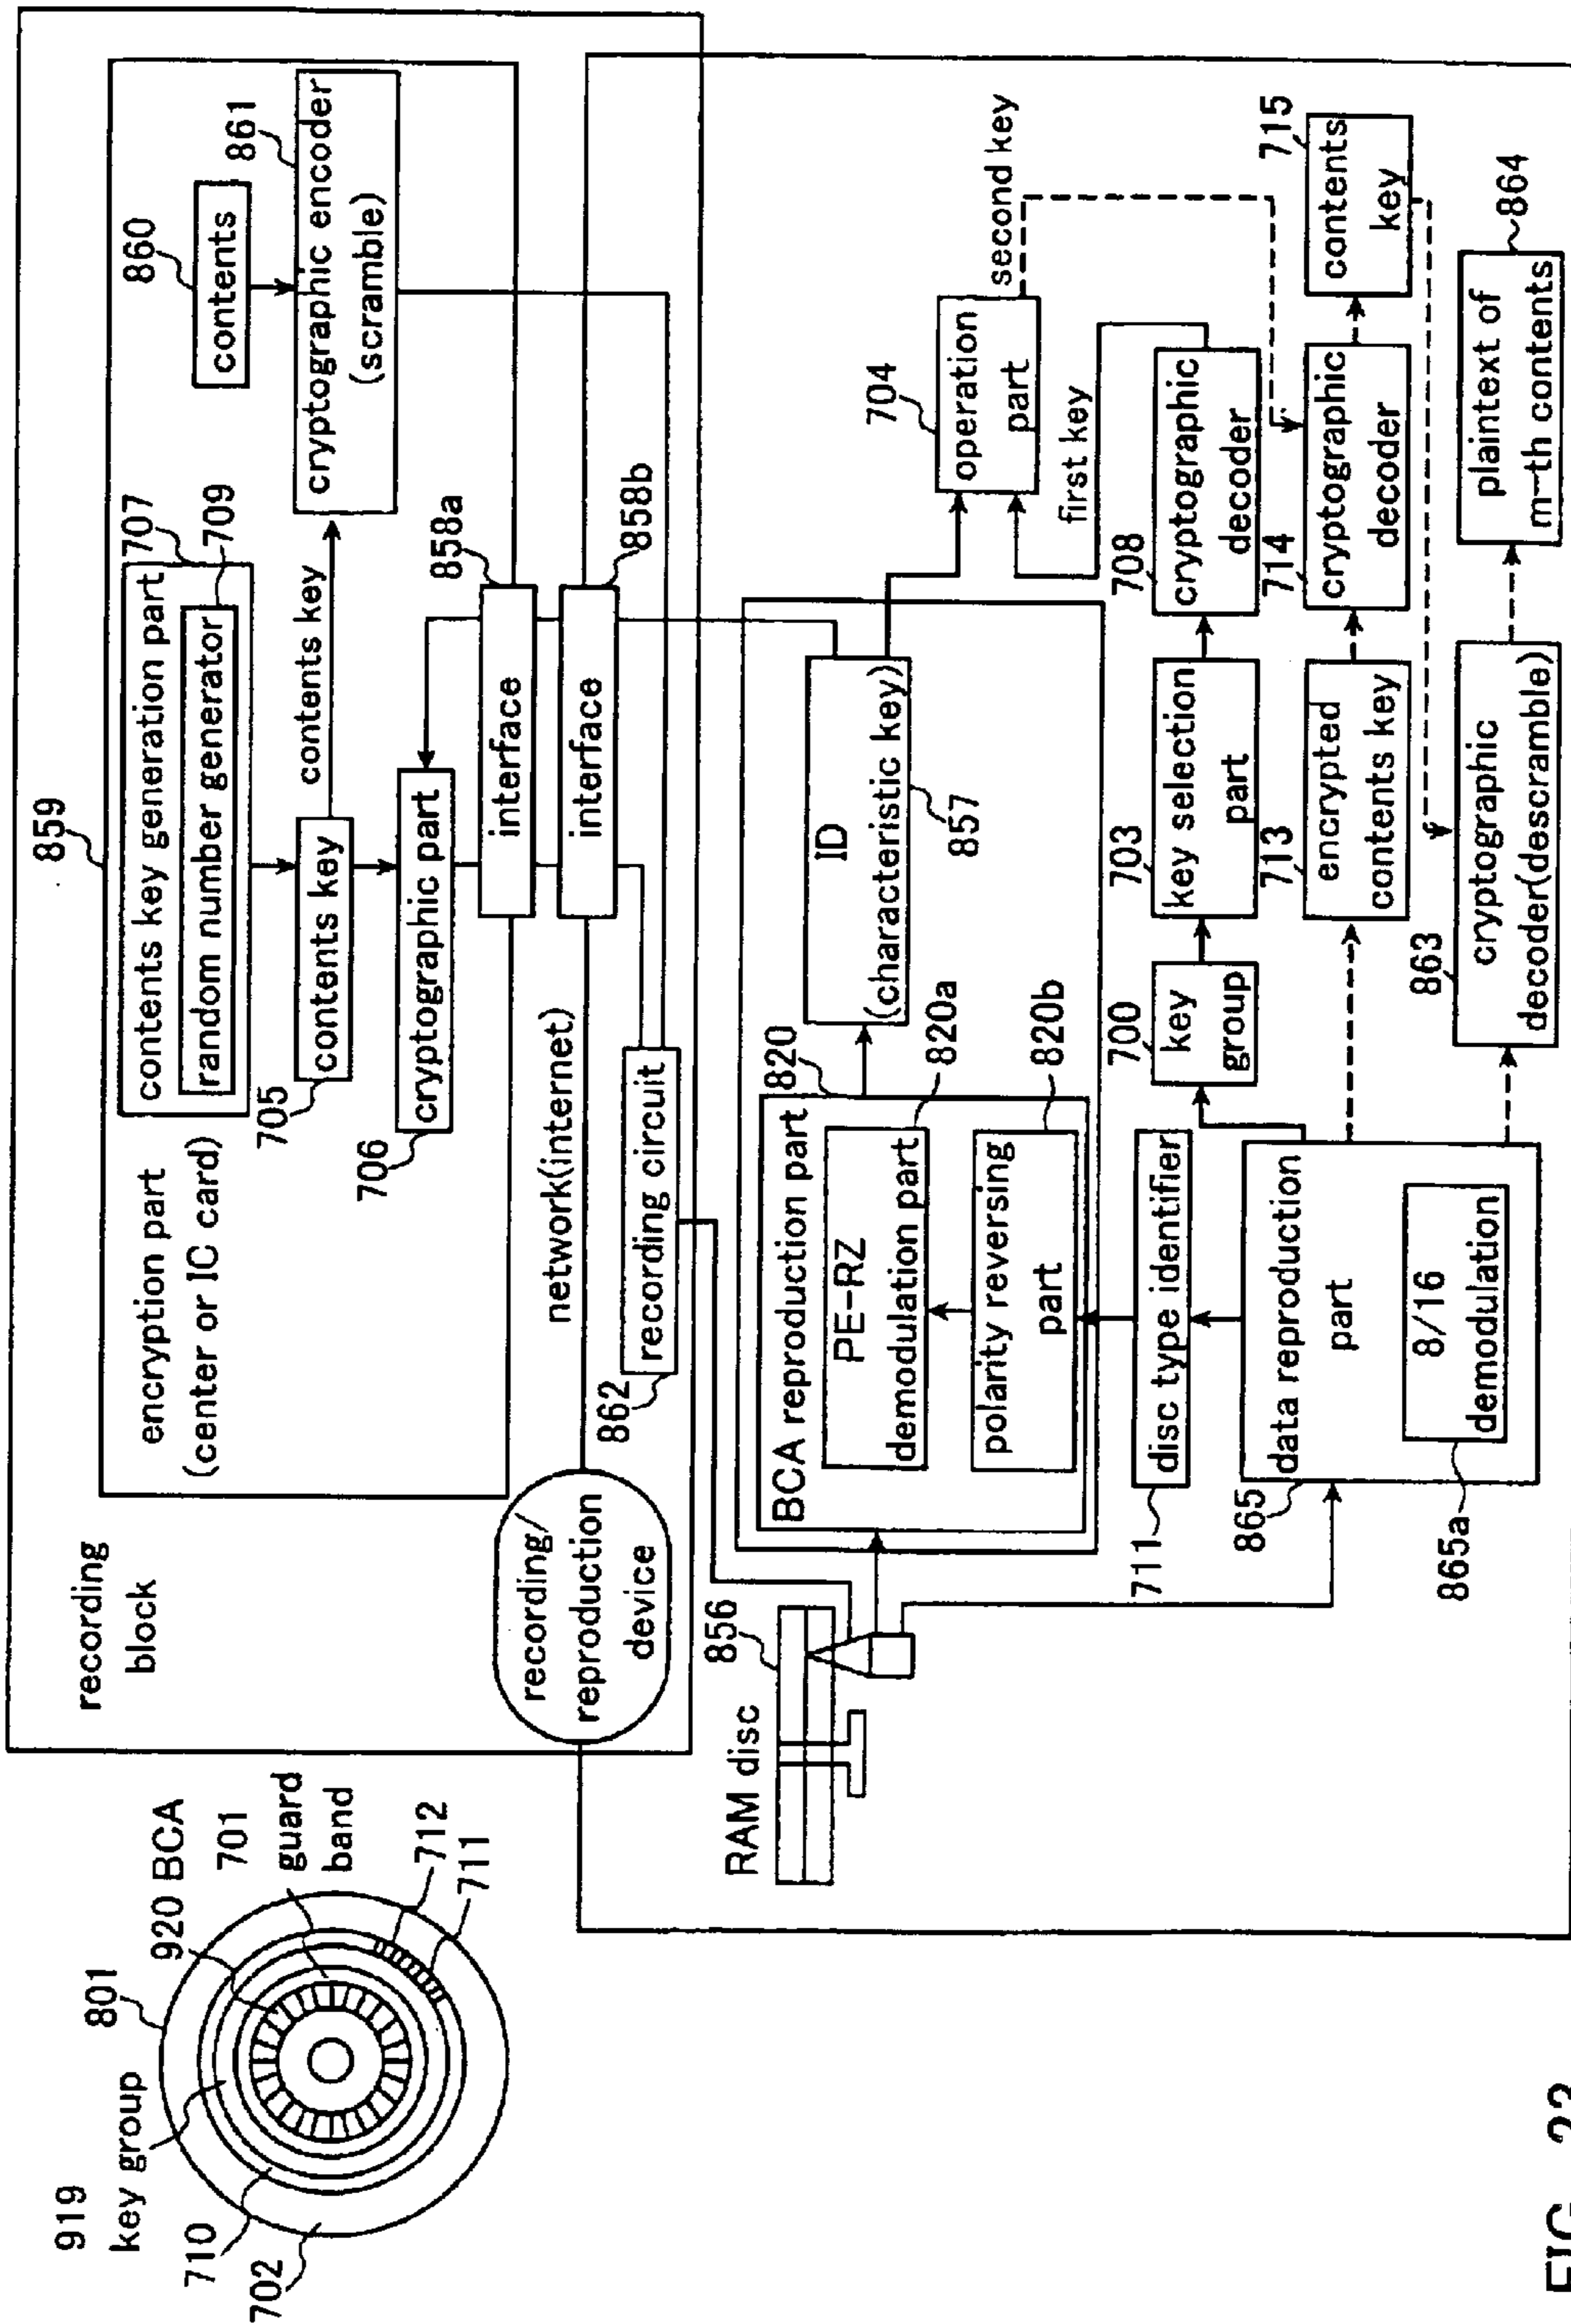 919
key group
801
920 BCA
701
guard
band
710
702
712
711
recording
block
859
encryption part
(center or IC card)
707
contents key generation part
random number generator
709
860
contents
861
cryptographic encoder
(scramble)
705
contents key
contents key
706
cryptographic part
858a
interface
interface
858b
network(internet)
recording/
reproduction
device
862
recording circuit
RAM disc
856
BCA reproduction part
820
PE-RZ
demodulation part
820a
polarity reversing
part
820b
ID
(characteristic key)
857
704
operation
part
second key
first key
711
disc type identifier
700
key
group
703
key selection
part
708
cryptographic
decoder
713
encrypted
contents key
714
cryptographic
decoder
715
contents
key
865
data reproduction
part
8/16
demodulation
865a
863
cryptographic
decoder(descramble)
plaintext of
m-th contents
864
FIG. 23